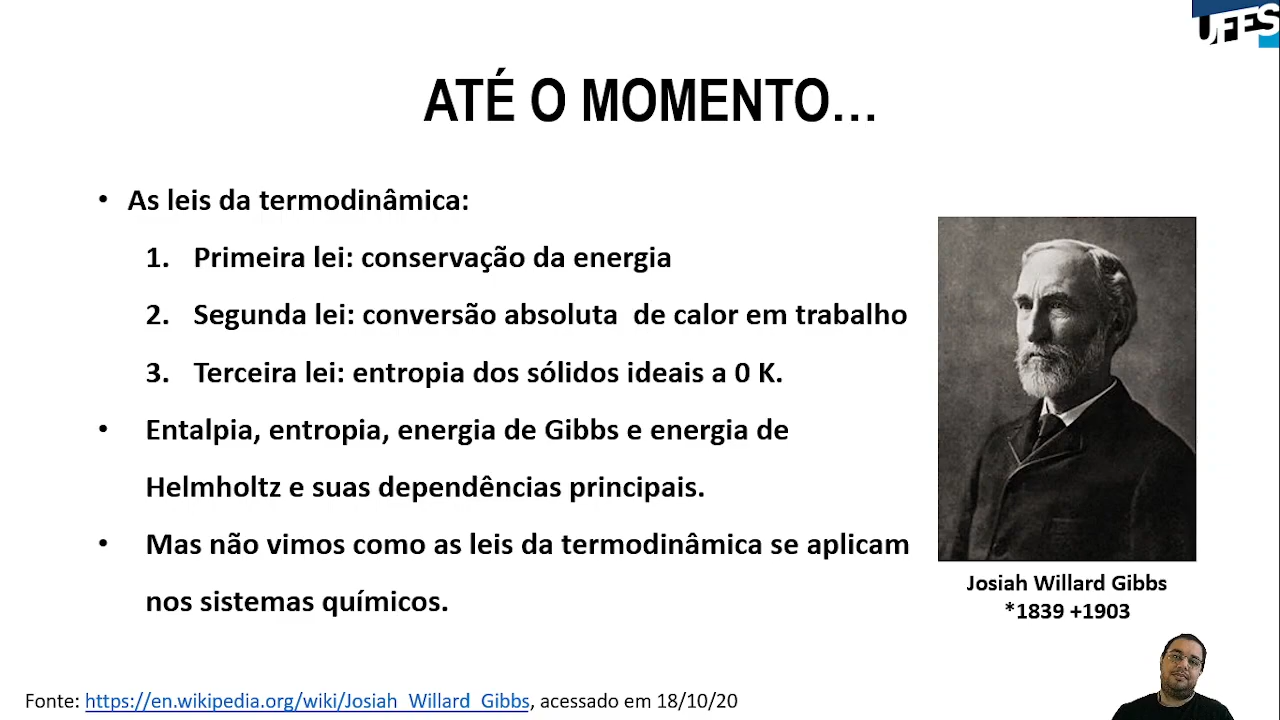 UFES
ATÉ O MOMENTO...
• As leis da termodinâmica:
1. Primeira lei: conservação da energia
2. Segunda lei: conversão absoluta de calor em trabalho
3. Terceira lei: entropia dos sólidos ideais a 0 K.
• Entalpia, entropia, energia de Gibbs e energia de
Helmholtz e suas dependências principais.
• Mas não vimos como as leis da termodinâmica se aplicam
nos sistemas químicos.
Josiah Willard Gibbs
*1839 +1903
Fonte: https://en.wikipedia.org/wiki/Josiah_Willard_Gibbs, acessado em 18/10/20